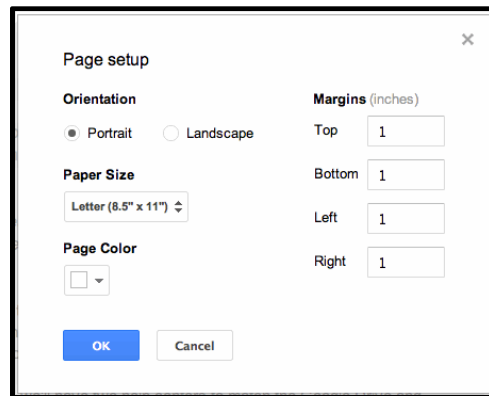 Page setup
Orientation
Portrait
Landscape
Paper Size
Letter (8.5" x 11")
Page Color
Margins (inches)
Top
1
Bottom
1
Left
1
Right
1
OK
Cancel